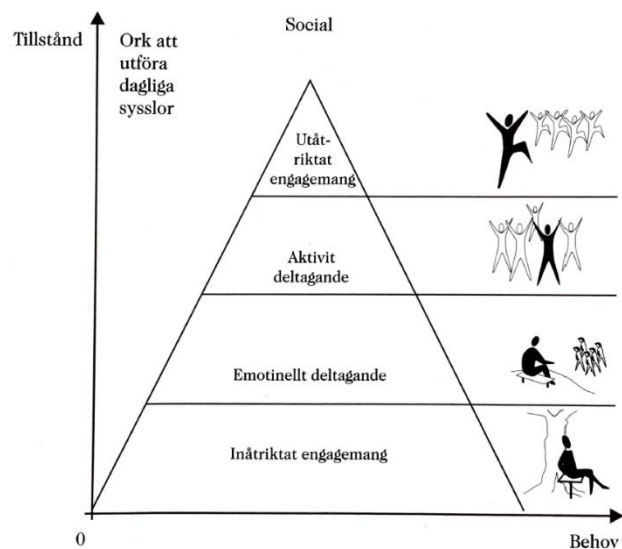 Social
Tillstånd
Ork att
utföra
dagliga
sysslor
Utåt-
riktat
engagemang
Aktivit
deltagande
Emotinellt deltagande
Inåtriktat engagemang
0
Behov